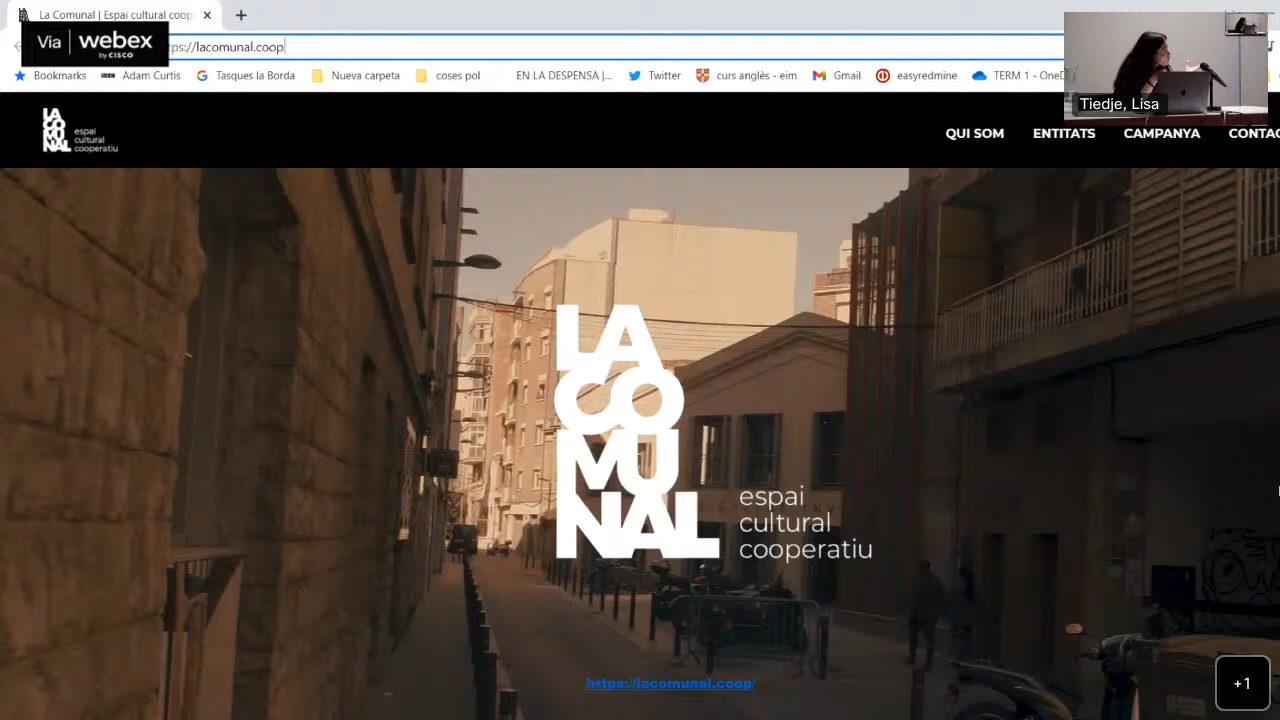 La Comunal | Espai cultural coop
Via webex
by CISCO
tps://lacomunal.coop
Bookmarks
Adam Curtis
Tasques la Borda
Nueva carpeta
coses pol
EN LA DESPENSA |...
Twitter
curs anglès - eim
Gmail
easyredmine
TERM 1 - OneD
Tiedje, Lisa
LA
CO
MU
NAL
espai
cultural
cooperatiu
QUI SOM
ENTITATS
CAMPANYA
CONTAC
LA
CO
MU
NAL
espai
cultural
cooperatiu
https://lacomunal.coop/
+1